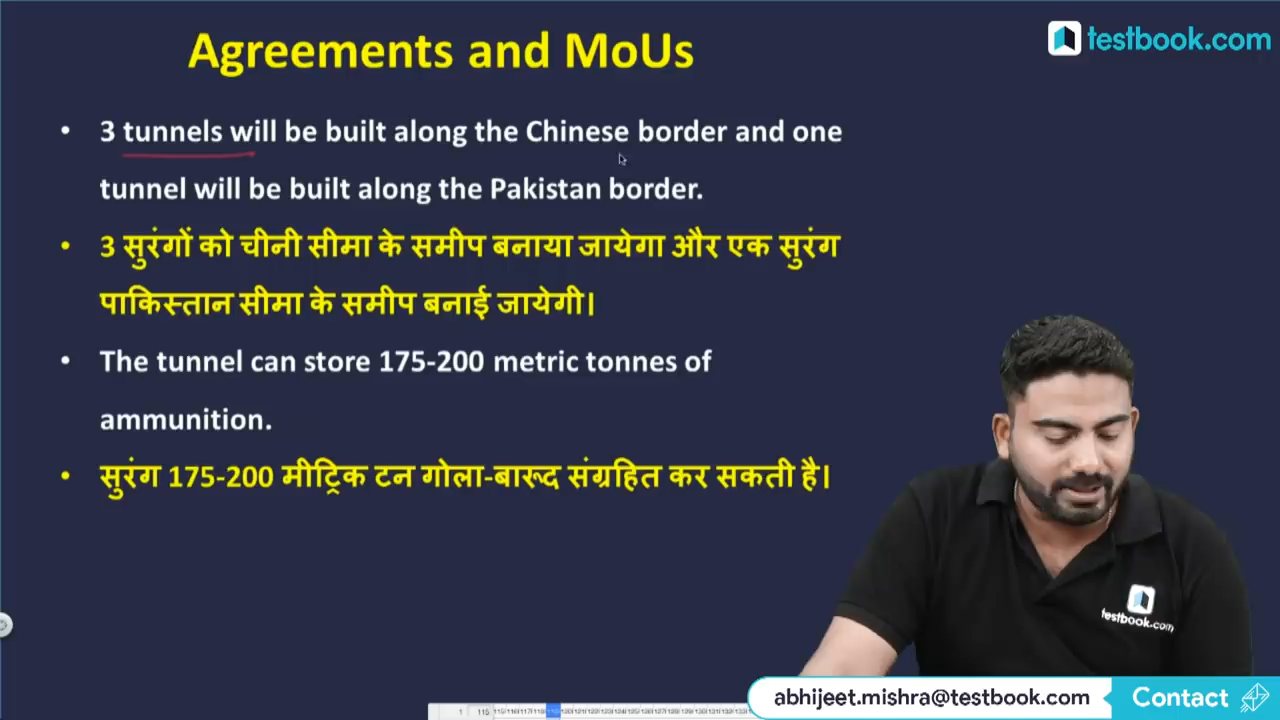 Agreements and MoUs
testbook.com
• 3 tunnels will be built along the Chinese border and one
tunnel will be built along the Pakistan border.
• 3 सुरंगों को चीनी सीमा के समीप बनाया जायेगा और एक सुरंग
पाकिस्तान सीमा के समीप बनाई जायेगी।
• The tunnel can store 175-200 metric tonnes of
ammunition.
• सुरंग 175-200 मीट्रिक टन गोला-बारूद संग्रहित कर सकती है।
testbook.com
abhijeet.mishra@testbook.com
Contact
1 115